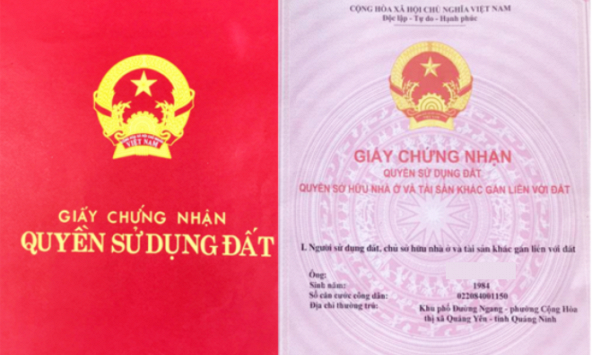 VIỆT NAM
GIẤY CHỨNG NHẬN
QUYỀN SỬ DỤNG ĐẤT
CỘNG HÒA XÃ HỘI CHỦ NGHĨA VIỆT NAM
Độc lập - Tự do - Hạnh phúc
GIẤY CHỨNG NHẬN
QUYỀN SỬ DỤNG ĐẤT
QUYỀN SỞ HỮU NHÀ Ở VÀ TÀI SẢN KHÁC GẮN LIỀN VỚI ĐẤT
I. Người sử dụng đất, chủ sở hữu nhà ở và tài sản khác gắn liền với đất
Ông:
Sinh năm: 1984
Số căn cước công dân: 022084001150
Địa chỉ thường trú: Khu phố Đường Ngang - phường Cộng Hòa
thị xã Quảng Yên - tỉnh Quảng Ninh